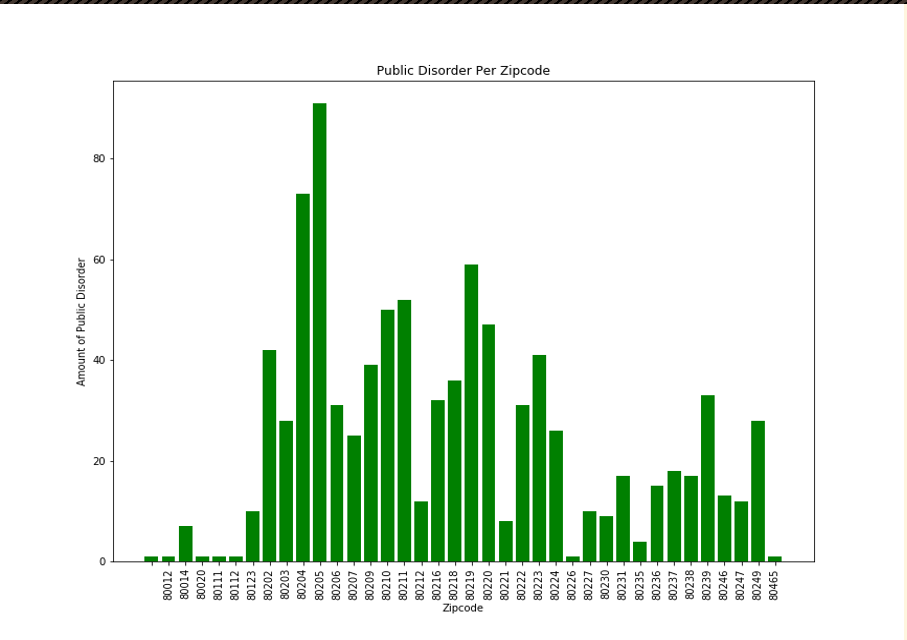 Public Disorder Per Zipcode
Amount of Public Disorder
80
60
40
20
0
80012 80014 80020 80111 80112 80123 80202 80203 80204 80205 80206 80207 80209 80210 80211 80212 80216 80218 80219 80220 80221 80222 80223 80224 80226 80227 80230 80231 80235 80236 80237 80238 80239 80246 80247 80249 80465
Zipcode